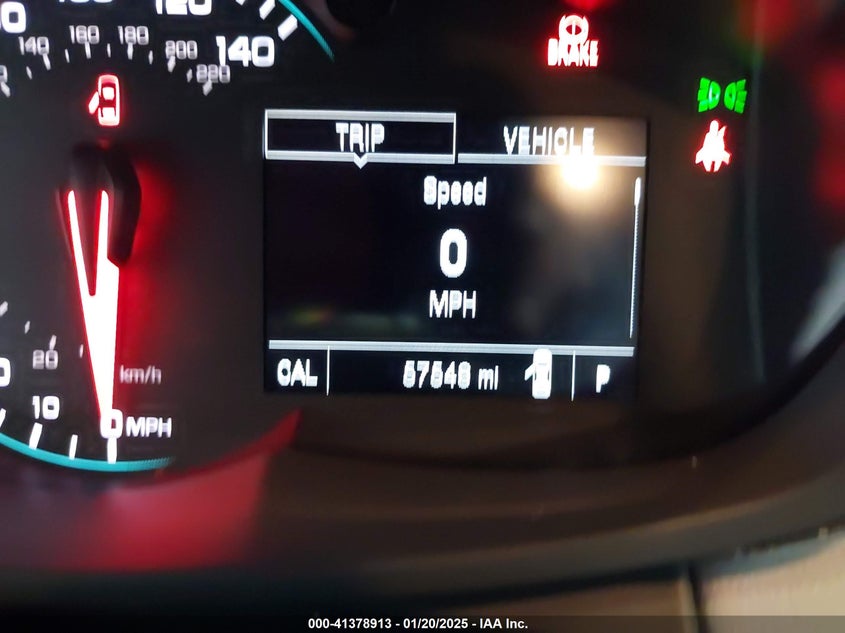 120
140
140
160
180
200
220
BRAKE
TRIP
VEHICLE
Speed
0
MPH
20
km/h
10
0 MPH
CAL
57548 mi
P
000-41378913 - 01/20/2025 - IAA Inc.